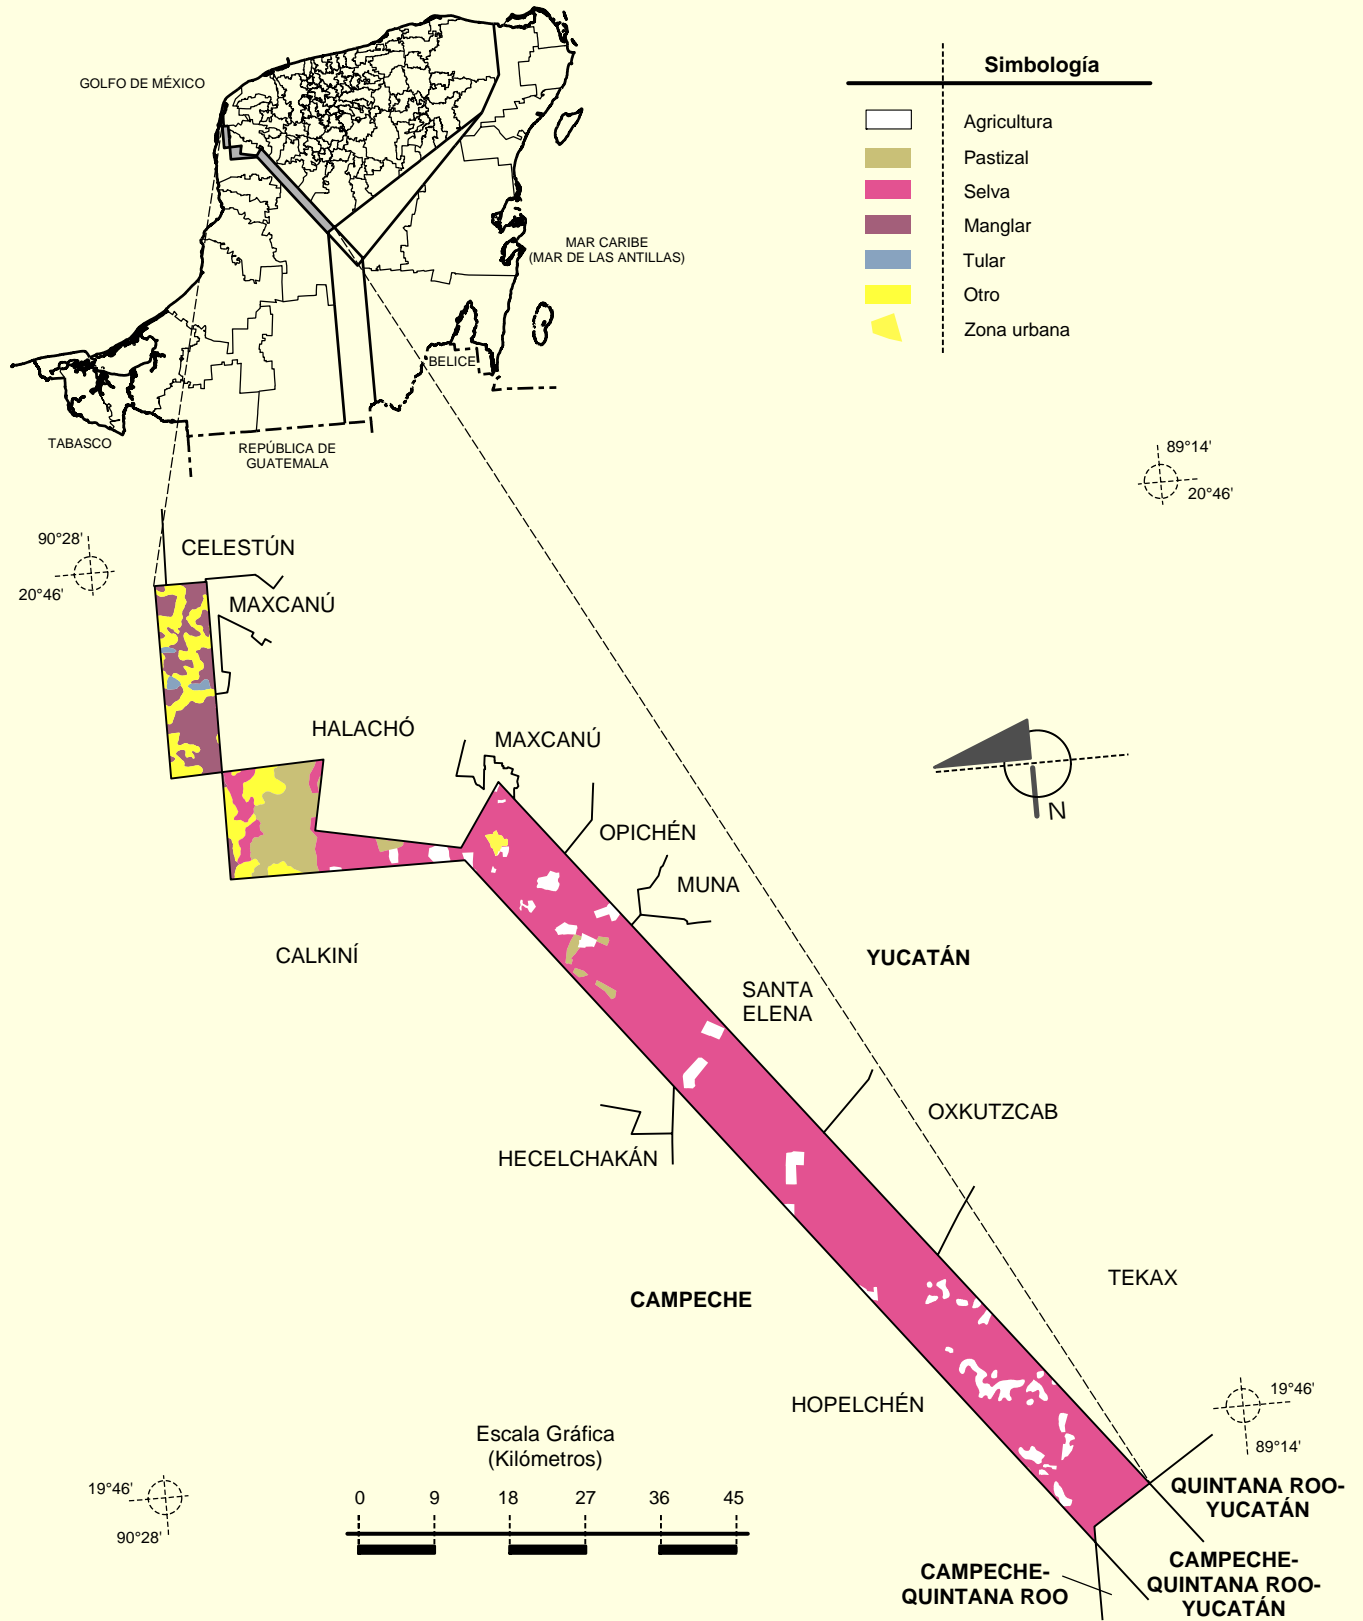 GOLFO DE MÉXICO
MAR CARIBE
(MAR DE LAS ANTILLAS)
BELICE
TABASCO
REPÚBLICA DE
GUATEMALA
Simbología
Agricultura
Pastizal
Selva
Manglar
Tular
Otro
Zona urbana
89°14'
20°46'
90°28'
20°46'
CELESTÚN
MAXCANÚ
HALACHÓ
MAXCANÚ
OPICHÉN
MUNA
CALKINÍ
YUCATÁN
SANTA
ELENA
N
OXKUTZCAB
HECELCHAKÁN
TEKAX
CAMPECHE
HOPELCHÉN
19°46'
89°14'
Escala Gráfica
(Kilómetros)
0 9 18 27 36 45
19°46'
90°28'
QUINTANA ROO-
YUCATÁN
CAMPECHE-
QUINTANA ROO-
YUCATÁN
CAMPECHE-
QUINTANA ROO